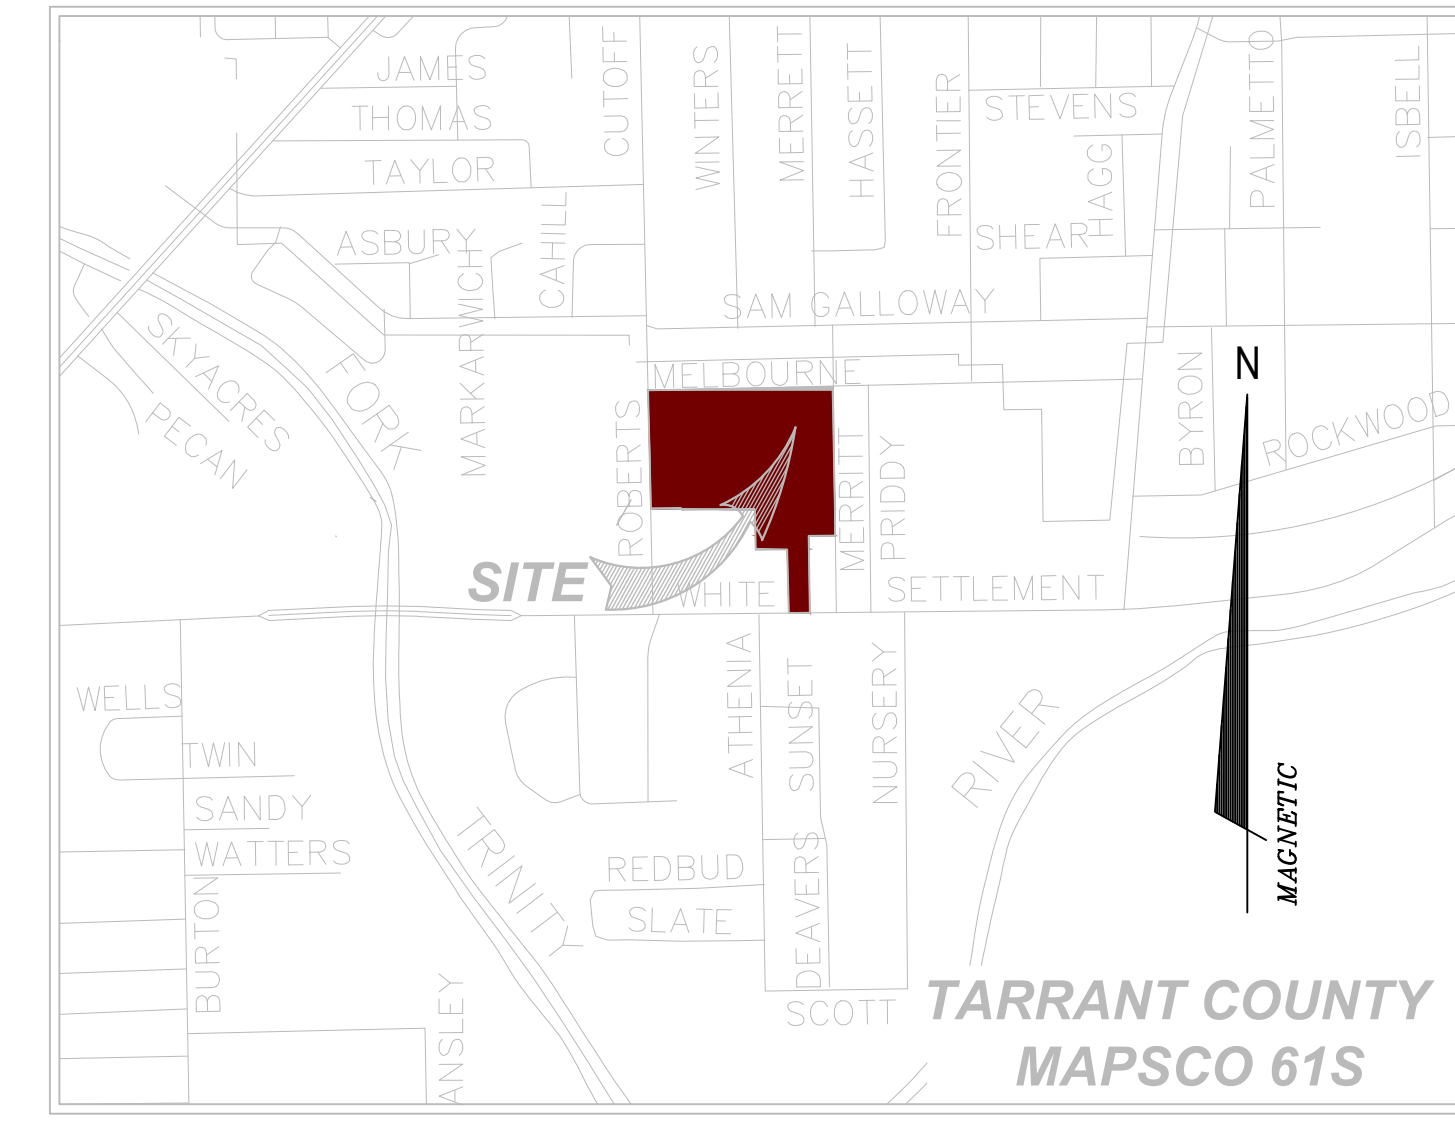 JAMES
THOMAS
TAYLOR
ASBURY
CUTOFF
WINTERS
MERRETT
HASSETT
FRONTIER
STEVENS
HAGG
SHEAR
PALMETTO
ISBELL
CAHILL
MARKARWICH
SAM GALLOWAY
SKYACRES
PECAN
FORK
MELBOURNE
ROBERTS
MERRITT
PRIDDY
BYRON
N
ROCKWOOD
SITE
WHITE SETTLEMENT
WELLS
TWIN
SANDY
WATTERS
BURTON
ANSLEY
TRINITY
ATHENIA
SUNSET
NURSERY
RIVER
MAGNETIC
REDBUD
SLATE
DEAVERS
SCOTT
TARRANT COUNTY
MAPSCO 61S